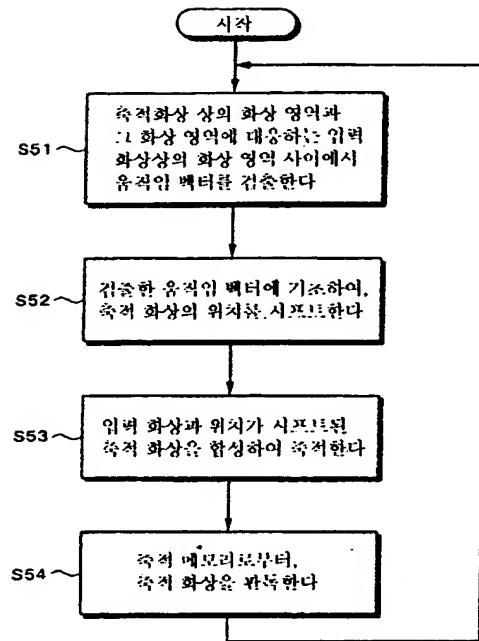 시작
S51
축적화상 상의 화상 영역과
그 화상 영역에 대응하는 입력
화상상의 화상 영역 사이에서
움직임 벡터를 검출한다
S52
검출한 움직임 벡터에 기초하여,
축적 화상의 위치를 시프트한다
S53
입력 화상과 위치가 시프트된
축적 화상을 합성하여 축적한다
S54
축적 메모리로부터,
축적 화상을 판독한다